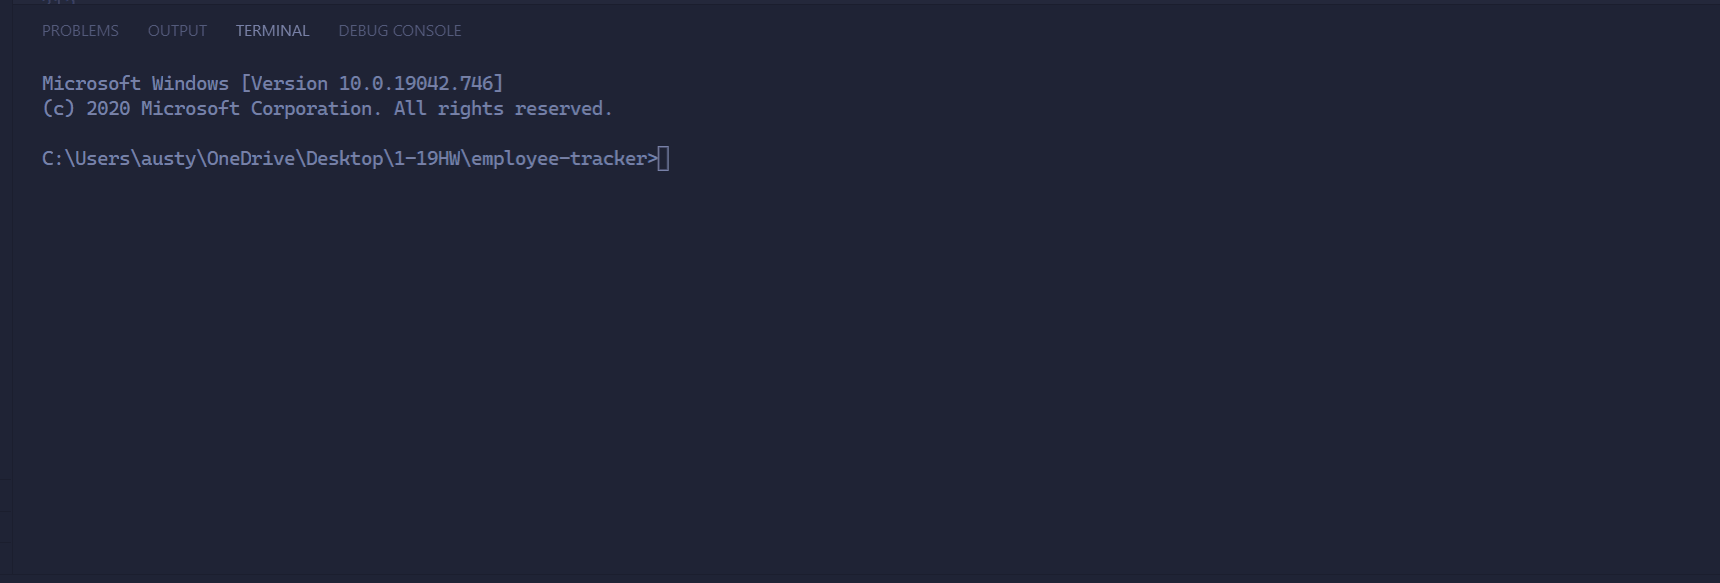 PROBLEMS OUTPUT TERMINAL DEBUG CONSOLE
Microsoft Windows [Version 10.0.19042.746]
(c) 2020 Microsoft Corporation. All rights reserved.
C:\Users\austy\OneDrive\Desktop\1-19HW\employee-tracker>